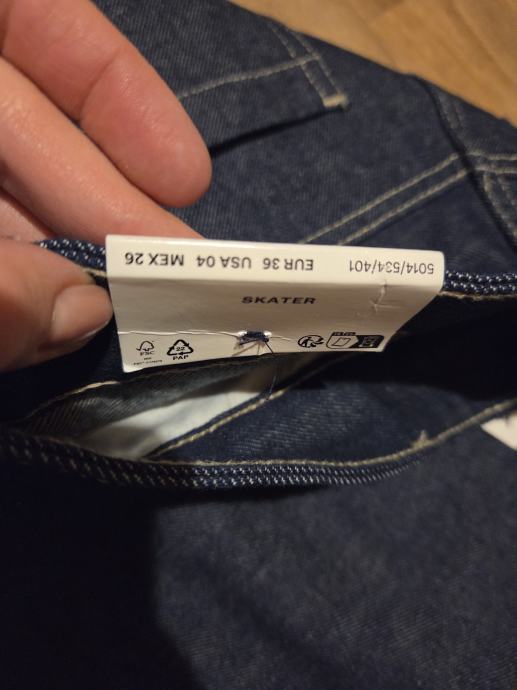 5014/534/401 EUR 36 USA 04 MEX 26
SKATER
FSC
22
PAP